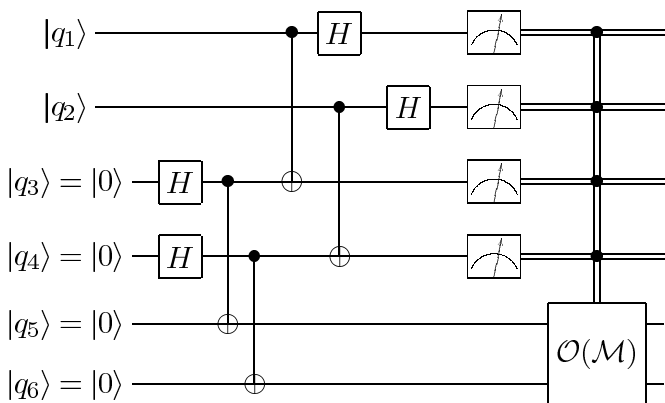 |q₁⟩ H
|q₂⟩ H
|q₃⟩ = |0⟩ H
|q₄⟩ = |0⟩ H
|q₅⟩ = |0⟩
𝒪(ℳ)
|q₆⟩ = |0⟩